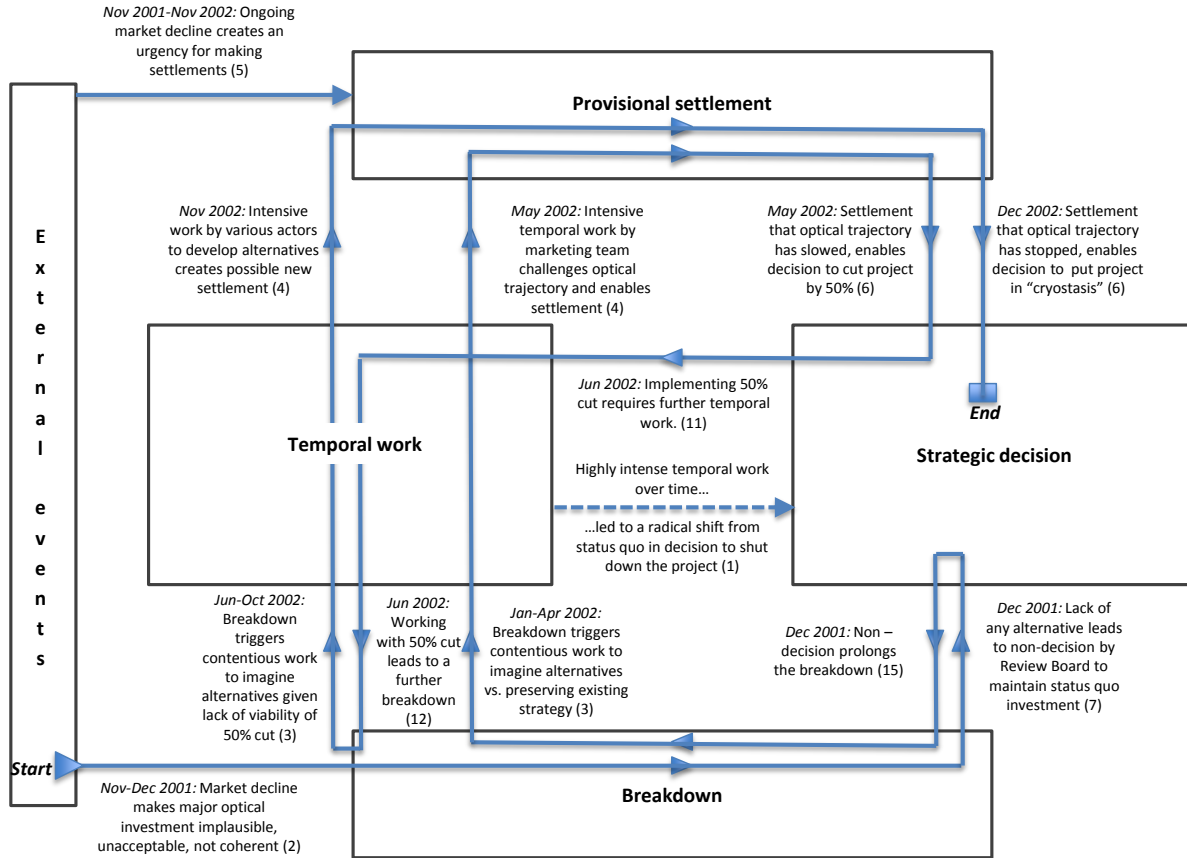 Nov 2001-Nov 2002: Ongoing
market decline creates an
urgency for making
settlements (5)
Provisional settlement
Nov 2002: Intensive
work by various actors
to develop alternatives
creates possible new
settlement (4)
May 2002: Intensive
temporal work by
marketing team
challenges optical
trajectory and enables
settlement (4)
May 2002: Settlement
that optical trajectory
has slowed, enables
decision to cut project
by 50% (6)
Dec 2002: Settlement
that optical trajectory
has stopped, enables
decision to put project
in “cryostasis” (6)
External events
Jun 2002: Implementing 50%
cut requires further temporal
work. (11)
End
Temporal work
Strategic decision
Highly intense temporal work
over time…
…led to a radical shift from
status quo in decision to shut
down the project (1)
Jun-Oct 2002:
Breakdown
triggers
contentious work
to imagine
alternatives given
lack of viability of
50% cut (3)
Jun 2002:
Working
with 50% cut
leads to a
further
breakdown
(12)
Jan-Apr 2002:
Breakdown triggers
contentious work to
imagine alternatives
vs. preserving existing
strategy (3)
Dec 2001: Non –
decision prolongs
the breakdown (15)
Dec 2001: Lack of
any alternative leads
to non-decision by
Review Board to
maintain status quo
investment (7)
Start
Nov-Dec 2001: Market decline
makes major optical
investment implausible,
unacceptable, not coherent (2)
Breakdown